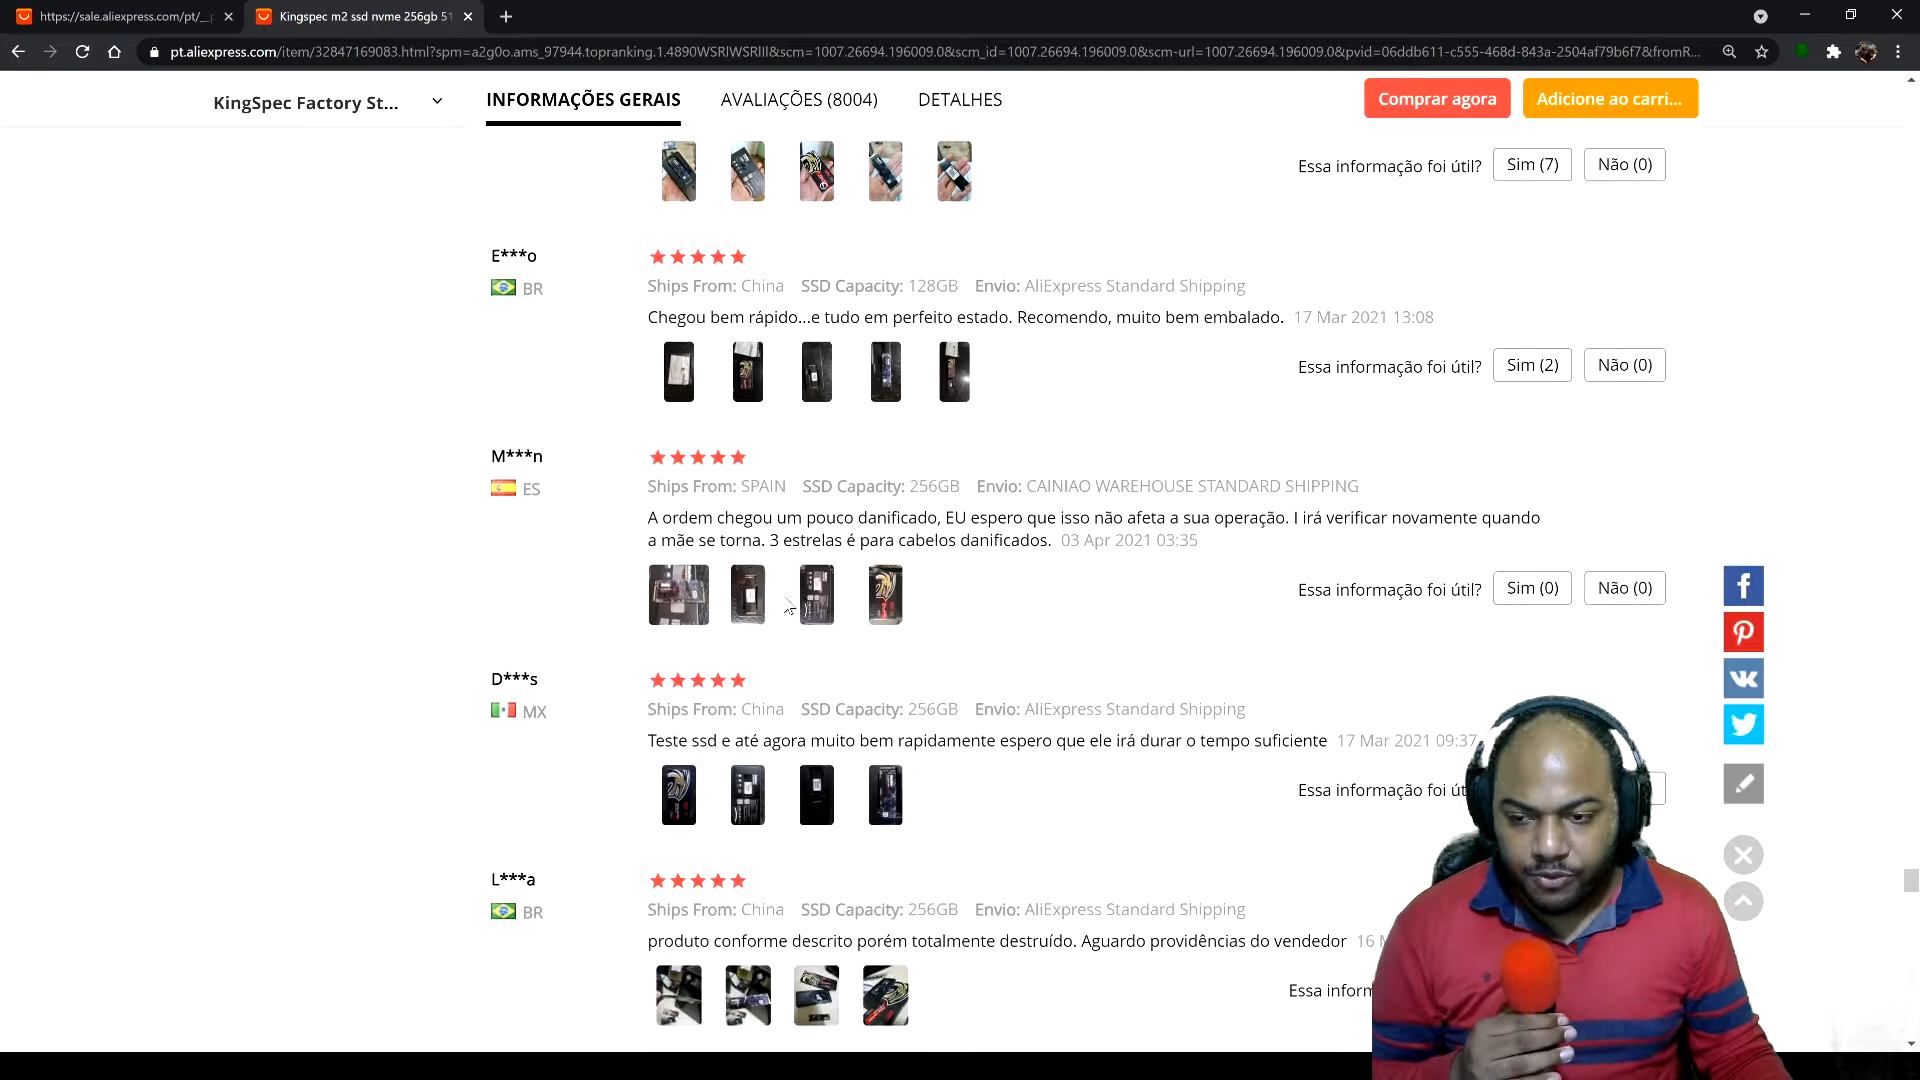 https://sale.aliexpress.com/pt/__
Kingspec m2 ssd nvme 256gb 51
pt.aliexpress.com/item/32847169083.html?spm=a2g0o.ams_97944.topranking.1.4890WSRlWSRlll&scm=1007.26694.196009.0&scm_id=1007.26694.196009.0&scm-url=1007.26694.196009.0&pvid=06ddb611-c555-468d-843a-2504af79b6f7&fromR...
KingSpec Factory St... INFORMAÇÕES GERAIS AVALIAÇÕES (8004) DETALHES Comprar agora Adicione ao carri...
Essa informação foi útil? Sim (7) Não (0)
E***o
BR
Ships From: China SSD Capacity: 128GB Envio: AliExpress Standard Shipping
Chegou bem rápido...e tudo em perfeito estado. Recomendo, muito bem embalado. 17 Mar 2021 13:08
Essa informação foi útil? Sim (2) Não (0)
M***n
ES
Ships From: SPAIN SSD Capacity: 256GB Envio: CAINIAO WAREHOUSE STANDARD SHIPPING
A ordem chegou um pouco danificado, EU espero que isso não afeta a sua operação. I irá verificar novamente quando
a mãe se torna. 3 estrelas é para cabelos danificados. 03 Apr 2021 03:35
Essa informação foi útil? Sim (0) Não (0)
D***s
MX
Ships From: China SSD Capacity: 256GB Envio: AliExpress Standard Shipping
Teste ssd e até agora muito bem rapidamente espero que ele irá durar o tempo suficiente 17 Mar 2021 09:37
Essa informação foi út
L***a
BR
Ships From: China SSD Capacity: 256GB Envio: AliExpress Standard Shipping
produto conforme descrito porém totalmente destruído. Aguardo providências do vendedor 16 M
Essa inforn